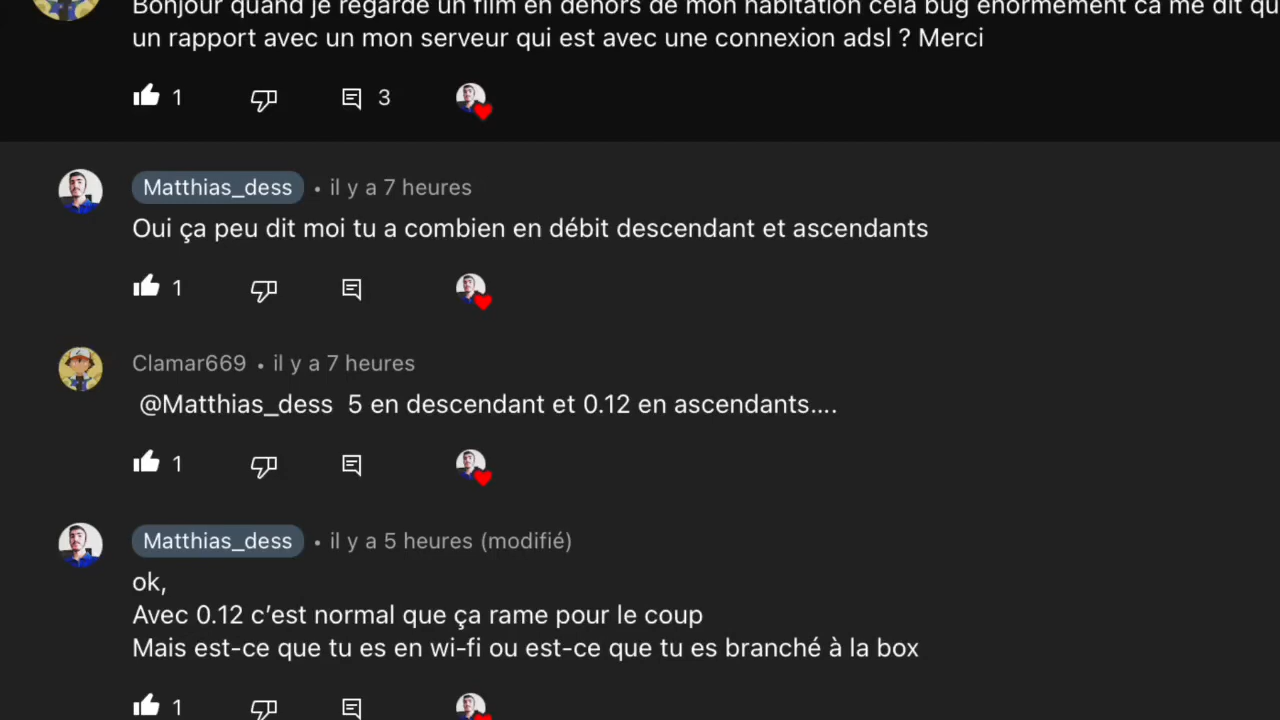 Bonjour quand je regarde un film en dehors de mon habitation cela bug énormément ca me dit qu
un rapport avec un mon serveur qui est avec une connexion adsl ? Merci
1
3
Matthias_dess • il y a 7 heures
Oui ça peu dit moi tu a combien en débit descendant et ascendants
1
Clamar669 • il y a 7 heures
@Matthias_dess 5 en descendant et 0.12 en ascendants....
1
Matthias_dess • il y a 5 heures (modifié)
ok,
Avec 0.12 c’est normal que ça rame pour le coup
Mais est-ce que tu es en wi-fi ou est-ce que tu es branché à la box
1